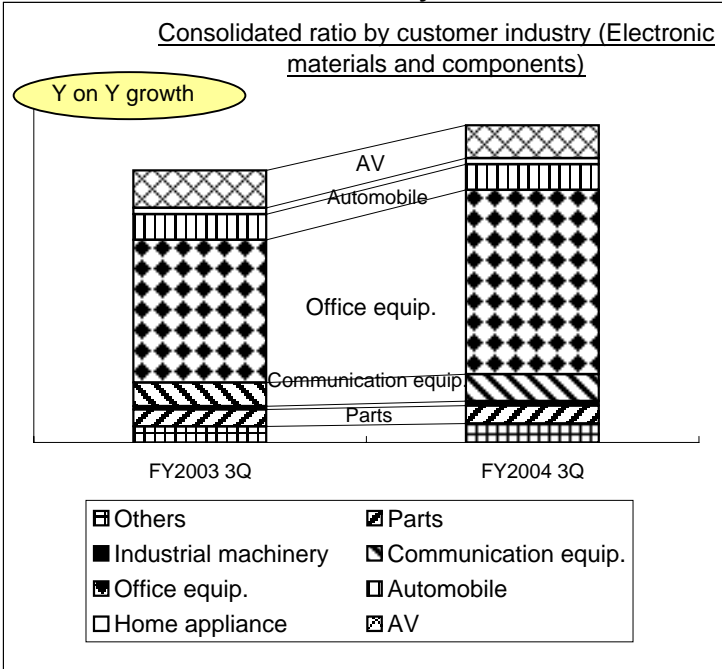 Consolidated ratio by customer industry (Electronic
materials and components)
Y on Y growth
AV
Automobile
Office equip.
Communication equip.
Parts
FY2003 3Q
FY2004 3Q
Others
Parts
Industrial machinery
Communication equip.
Office equip.
Automobile
Home appliance
AV